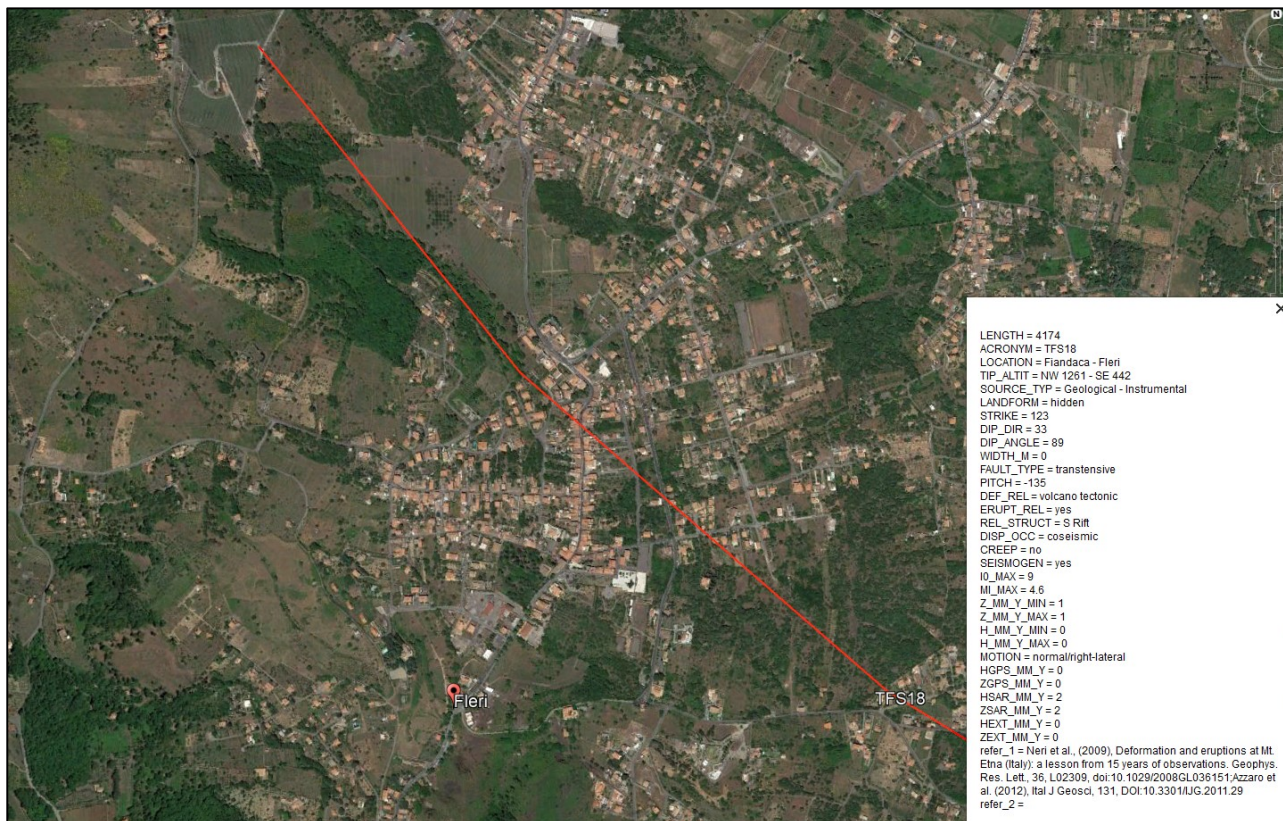 N
×
LENGTH = 4174
ACRONYM = TFS18
LOCATION = Fiandaca - Fleri
TIP_ALTIT = NW 1261 - SE 442
SOURCE_TYP = Geological - Instrumental
LANDFORM = hidden
STRIKE = 123
DIP_DIR = 33
DIP_ANGLE = 89
WIDTH_M = 0
FAULT_TYPE = transtensive
PITCH = -135
DEF_REL = volcano tectonic
ERUPT_REL = yes
REL_STRUCT = S Rift
DISP_OCC = coseismic
CREEP = no
SEISMOGEN = yes
I0_MAX = 9
MI_MAX = 4.6
Z_MM_Y_MIN = 1
Z_MM_Y_MAX = 1
H_MM_Y_MIN = 0
H_MM_Y_MAX = 0
MOTION = normal/right-lateral
HGPS_MM_Y = 0
ZGPS_MM_Y = 0
HSAR_MM_Y = 2
ZSAR_MM_Y = 2
HEXT_MM_Y = 0
ZEXT_MM_Y = 0
refer_1 = Neri et al., (2009), Deformation and eruptions at Mt.
Etna (Italy): a lesson from 15 years of observations. Geophys.
Res. Lett., 36, L02309, doi:10.1029/2008GL036151;Azzaro et
al. (2012), Ital J Geosci, 131, DOI:10.3301/IJG.2011.29
refer_2 =
Fleri
TFS18